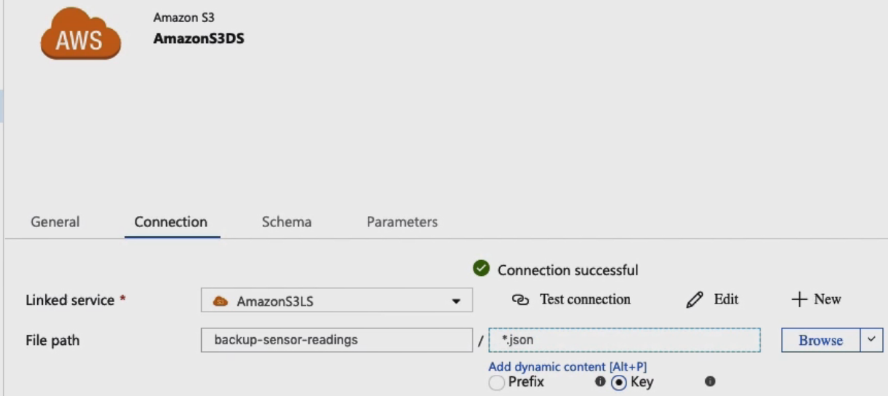 AWS
Amazon S3
AmazonS3DS
General Connection Schema Parameters
Connection successful
Linked service * AmazonS3LS Test connection Edit + New
File path backup-sensor-readings / *.json Browse
Add dynamic content [Alt+P]
Prefix Key